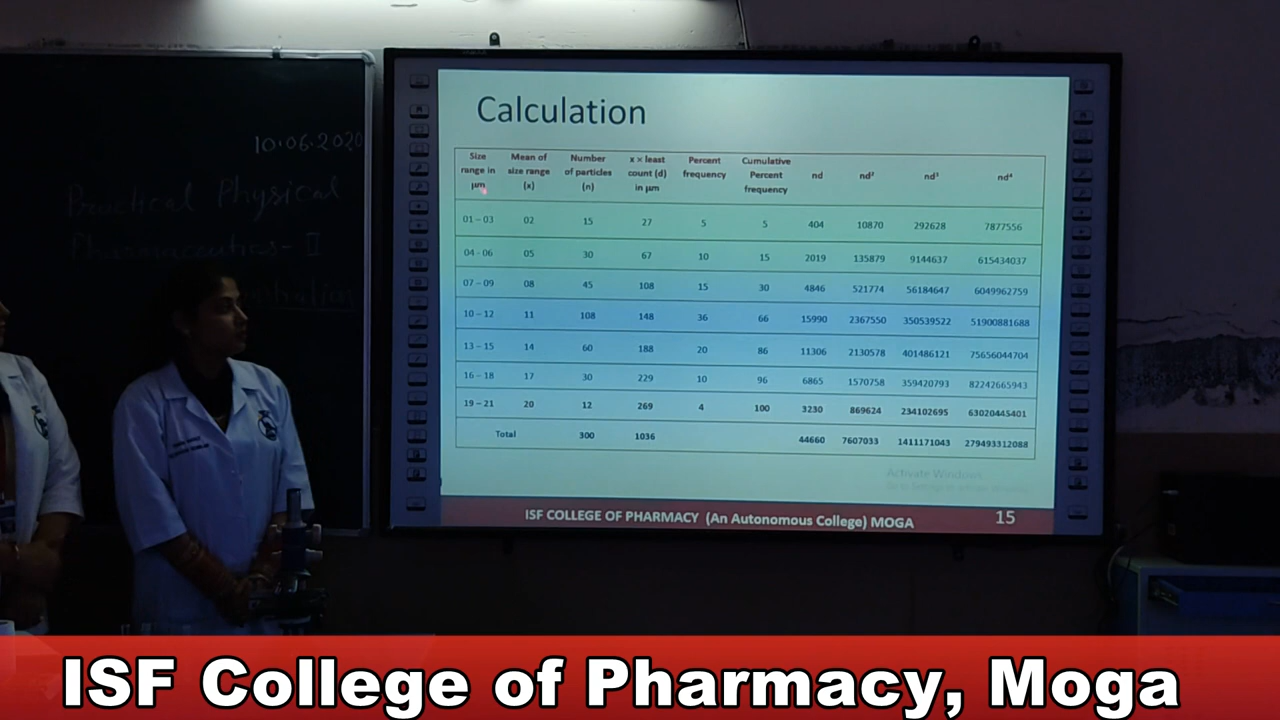 10.06.2020
Practical Physical
Pharmaceutics - II
Calculation
Size range in µm | Mean of size range (x) | Number of particles (n) | x × least count (d) in µm | Percent frequency | Cumulative Percent frequency | nd | nd² | nd³ | nd⁴
01 – 03 | 02 | 15 | 27 | 5 | 5 | 404 | 10870 | 292628 | 7877556
04 - 06 | 05 | 30 | 67 | 10 | 15 | 2019 | 135879 | 9144637 | 615434037
07 – 09 | 08 | 45 | 108 | 15 | 30 | 4846 | 521774 | 56184647 | 6049962759
10 – 12 | 11 | 108 | 148 | 36 | 66 | 15990 | 2367550 | 350539522 | 51900881688
13 – 15 | 14 | 60 | 188 | 20 | 86 | 11306 | 2130578 | 401486121 | 75656044704
16 – 18 | 17 | 30 | 229 | 10 | 96 | 6865 | 1570758 | 359420793 | 82242665943
19 – 21 | 20 | 12 | 269 | 4 | 100 | 3230 | 869624 | 234102695 | 63020445401
Total | 300 | 1036 | 44660 | 7607033 | 1411171043 | 279493312088
Activate Windows
ISF COLLEGE OF PHARMACY (An Autonomous College) MOGA
15
ISF College of Pharmacy, Moga